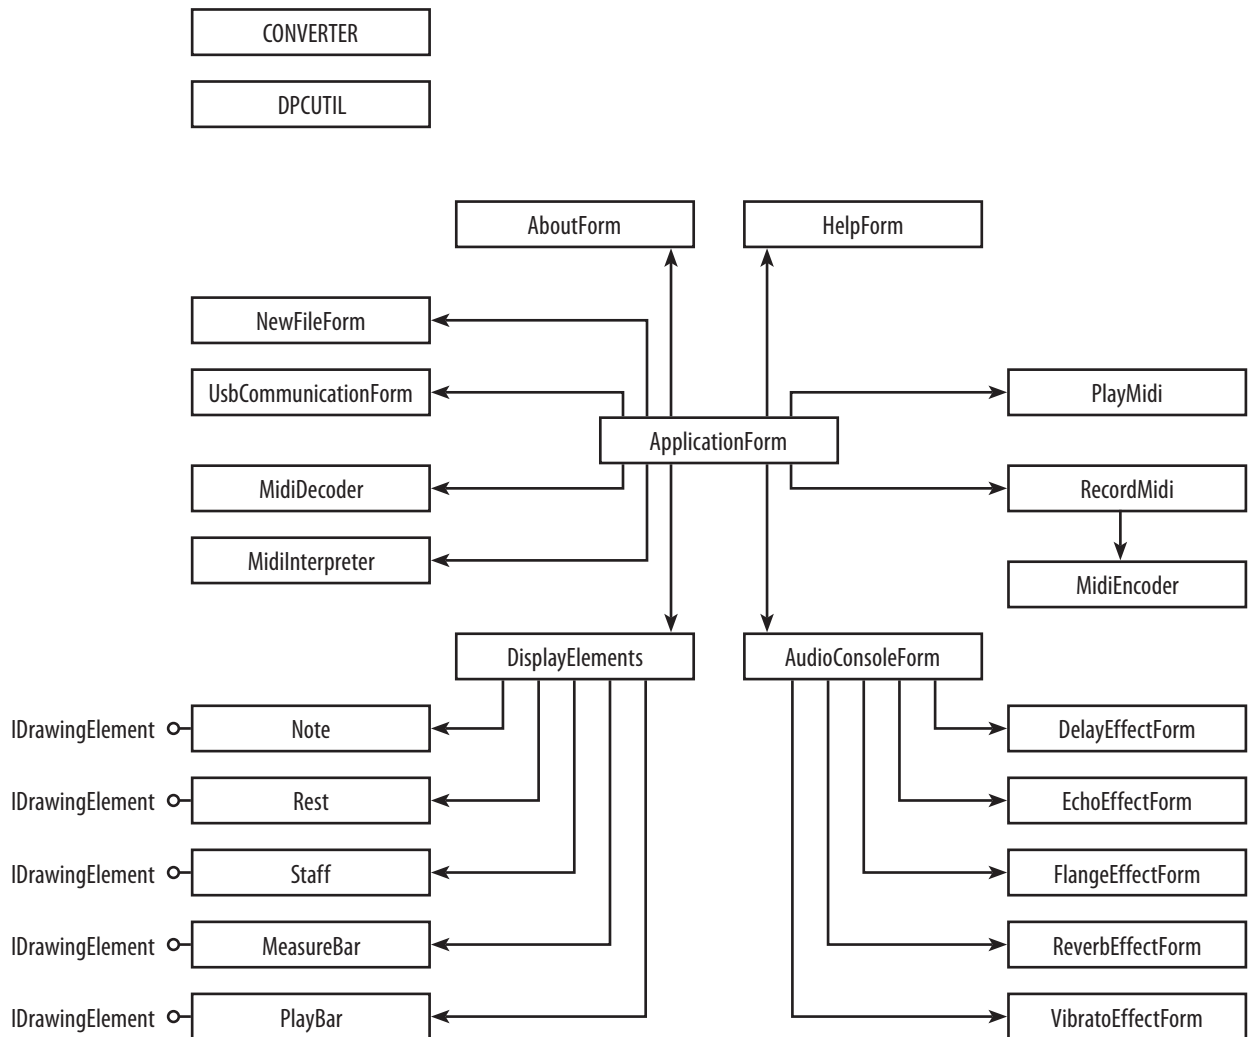 CONVERTER
DPCUTIL
AboutForm
HelpForm
NewFileForm
UsbCommunicationForm
PlayMidi
ApplicationForm
MidiDecoder
RecordMidi
MidiInterpreter
MidiEncoder
DisplayElements
AudioConsoleForm
IDrawingElement
Note
DelayEffectForm
IDrawingElement
Rest
EchoEffectForm
IDrawingElement
Staff
FlangeEffectForm
IDrawingElement
MeasureBar
ReverbEffectForm
IDrawingElement
PlayBar
VibratoEffectForm